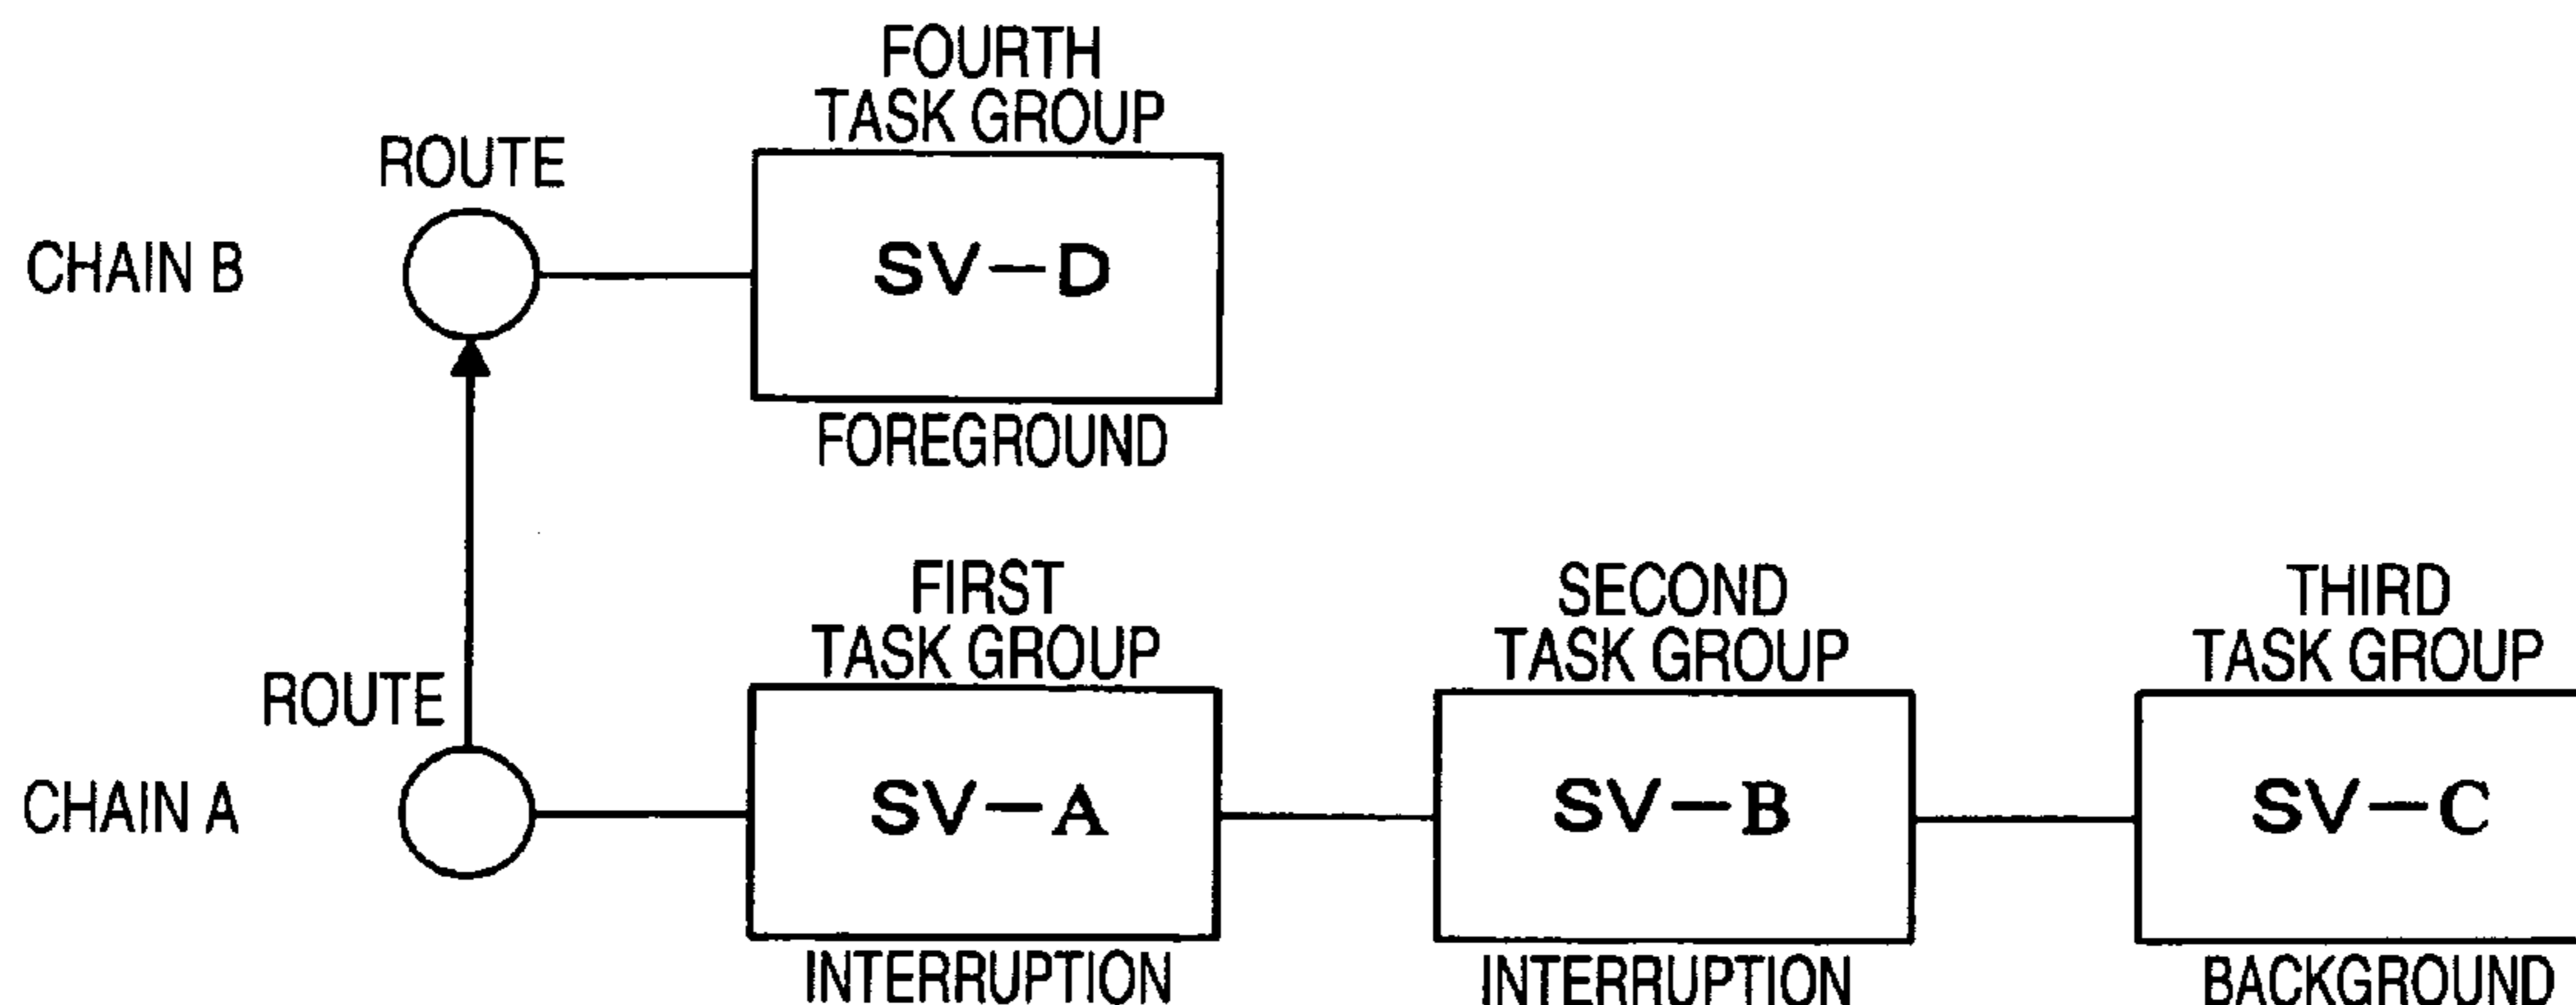 FOURTH
TASK GROUP
ROUTE
CHAIN B
SV-D
FOREGROUND
FIRST
TASK GROUP
SECOND
TASK GROUP
THIRD
TASK GROUP
ROUTE
CHAIN A
SV-A
SV-B
SV-C
INTERRUPTION
INTERRUPTION
BACKGROUND